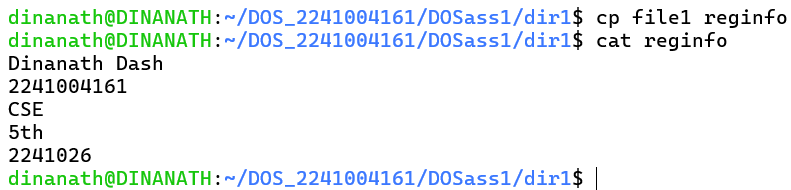 dinanath@DINANATH:~/DOS_2241004161/DOSass1/dir1$ cp file1 reginfo
dinanath@DINANATH:~/DOS_2241004161/DOSass1/dir1$ cat reginfo
Dinanath Dash
2241004161
CSE
5th
2241026
dinanath@DINANATH:~/DOS_2241004161/DOSass1/dir1$